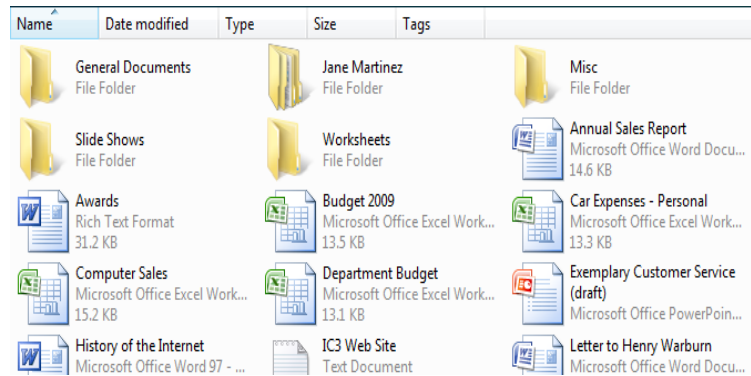 Name Date modified Type Size Tags
General Documents
File Folder
Jane Martinez
File Folder
Misc
File Folder
Slide Shows
File Folder
Worksheets
File Folder
Annual Sales Report
Microsoft Office Word Docu...
14.6 KB
Awards
Rich Text Format
31.2 KB
Budget 2009
Microsoft Office Excel Work...
13.5 KB
Car Expenses - Personal
Microsoft Office Excel Work...
13.3 KB
Computer Sales
Microsoft Office Excel Work...
15.2 KB
Department Budget
Microsoft Office Excel Work...
13.1 KB
Exemplary Customer Service
(draft)
Microsoft Office PowerPoin...
History of the Internet
Microsoft Office Word 97 - ...
IC3 Web Site
Text Document
Letter to Henry Warburn
Microsoft Office Word Docu...